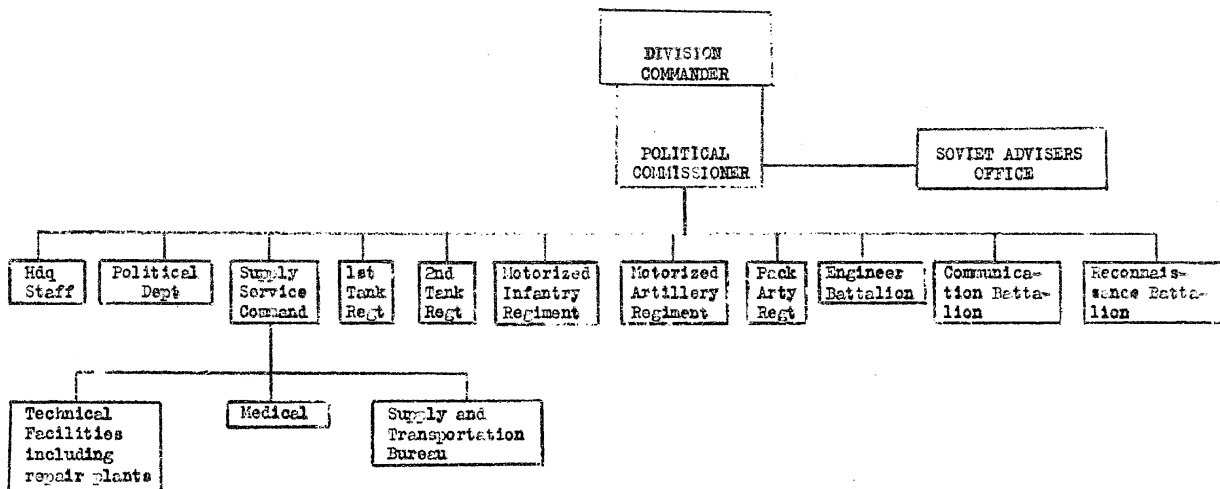 DIVISION
COMMANDER
POLITICAL
COMMISSIONER
SOVIET ADVISERS
OFFICE
Hdq
Staff
Political
Dept
Supply
Service
Command
1st
Tank
Regt
2nd
Tank
Regt
Motorized
Infantry
Regiment
Motorized
Artillery
Regiment
Pack
Arty
Regt
Engineer
Battalion
Communica-
tion Batta-
lion
Reconnais-
sance Batta-
lion
Technical
Facilities
including
repair plants
Medical
Supply and
Transportation
Bureau